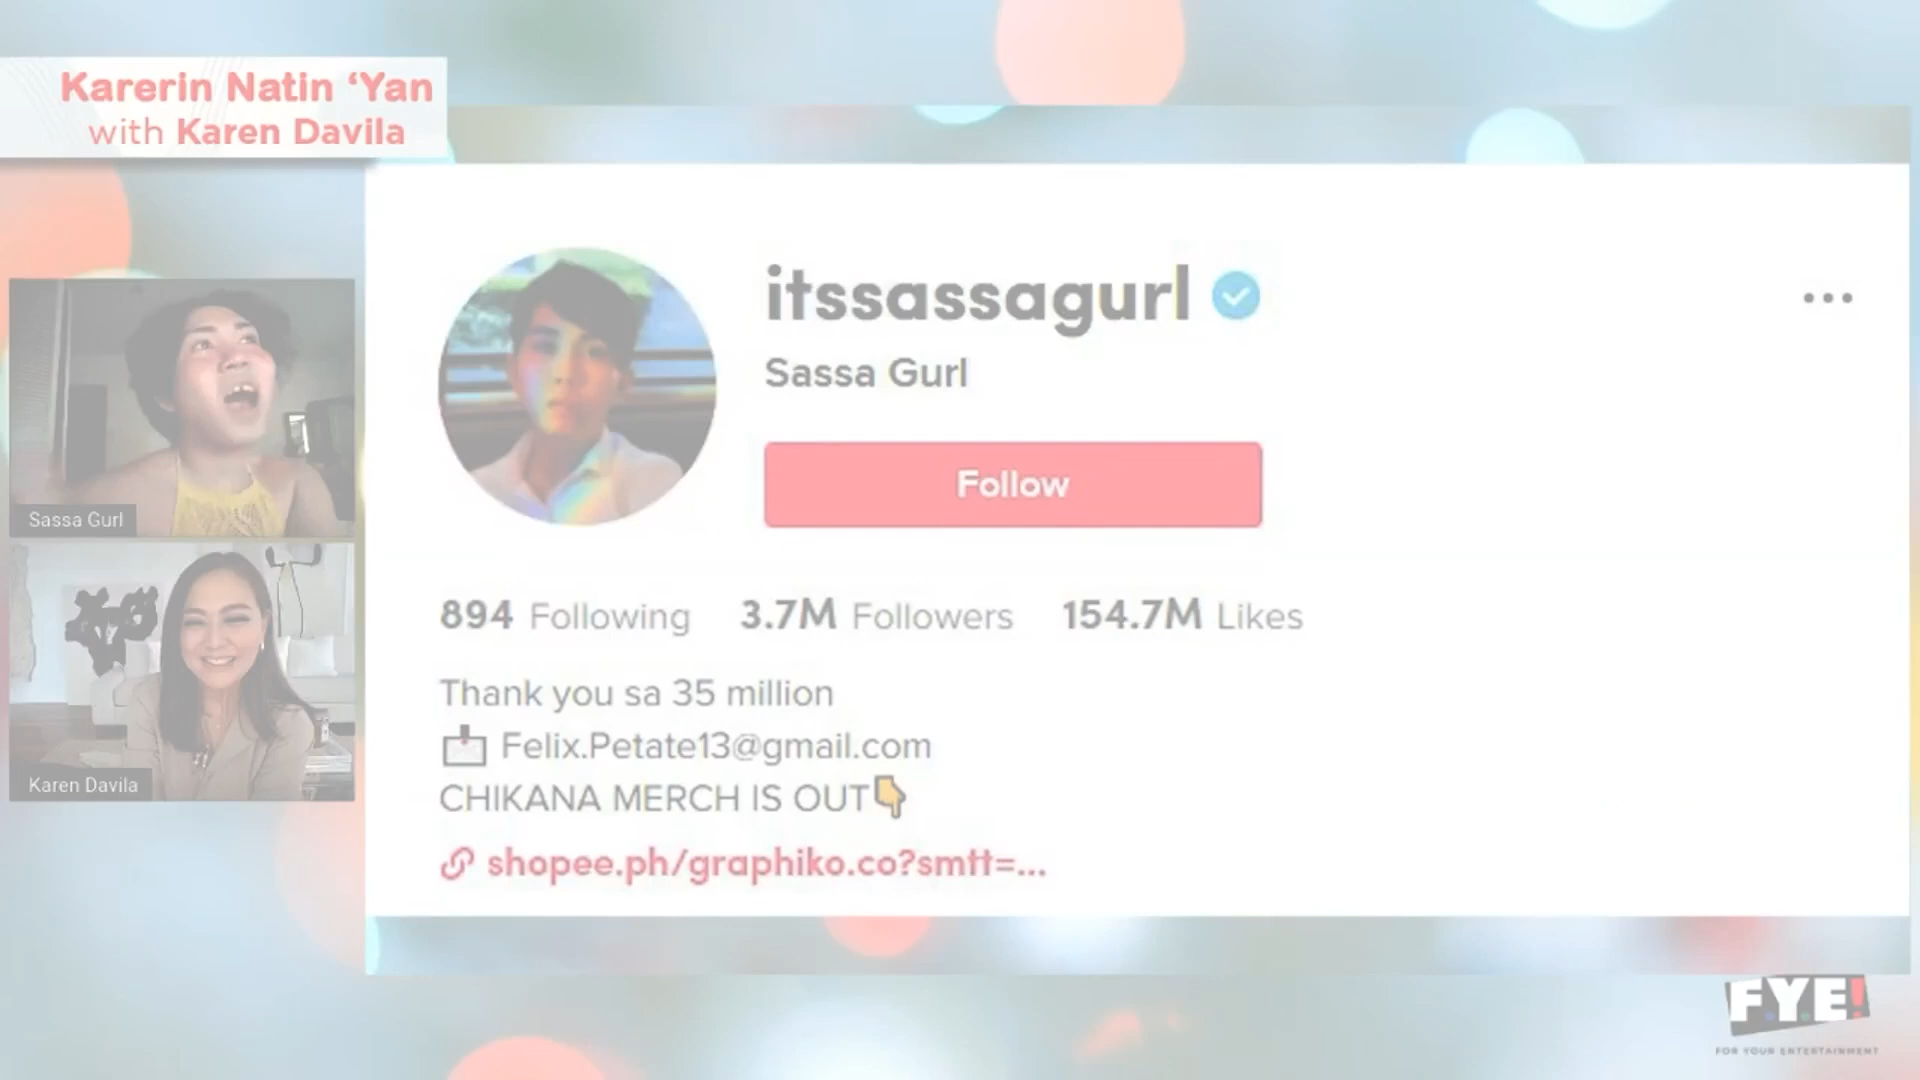 Karerin Natin ‘Yan
with Karen Davila
itssassagurl
Sassa Gurl
Follow
894 Following 3.7M Followers 154.7M Likes
Thank you sa 35 million
Felix.Petate13@gmail.com
CHIKANA MERCH IS OUT
shopee.ph/graphiko.co?smtt=...
Sassa Gurl
Karen Davila
F.Y.E!
FOR YOUR ENTERTAINMENT